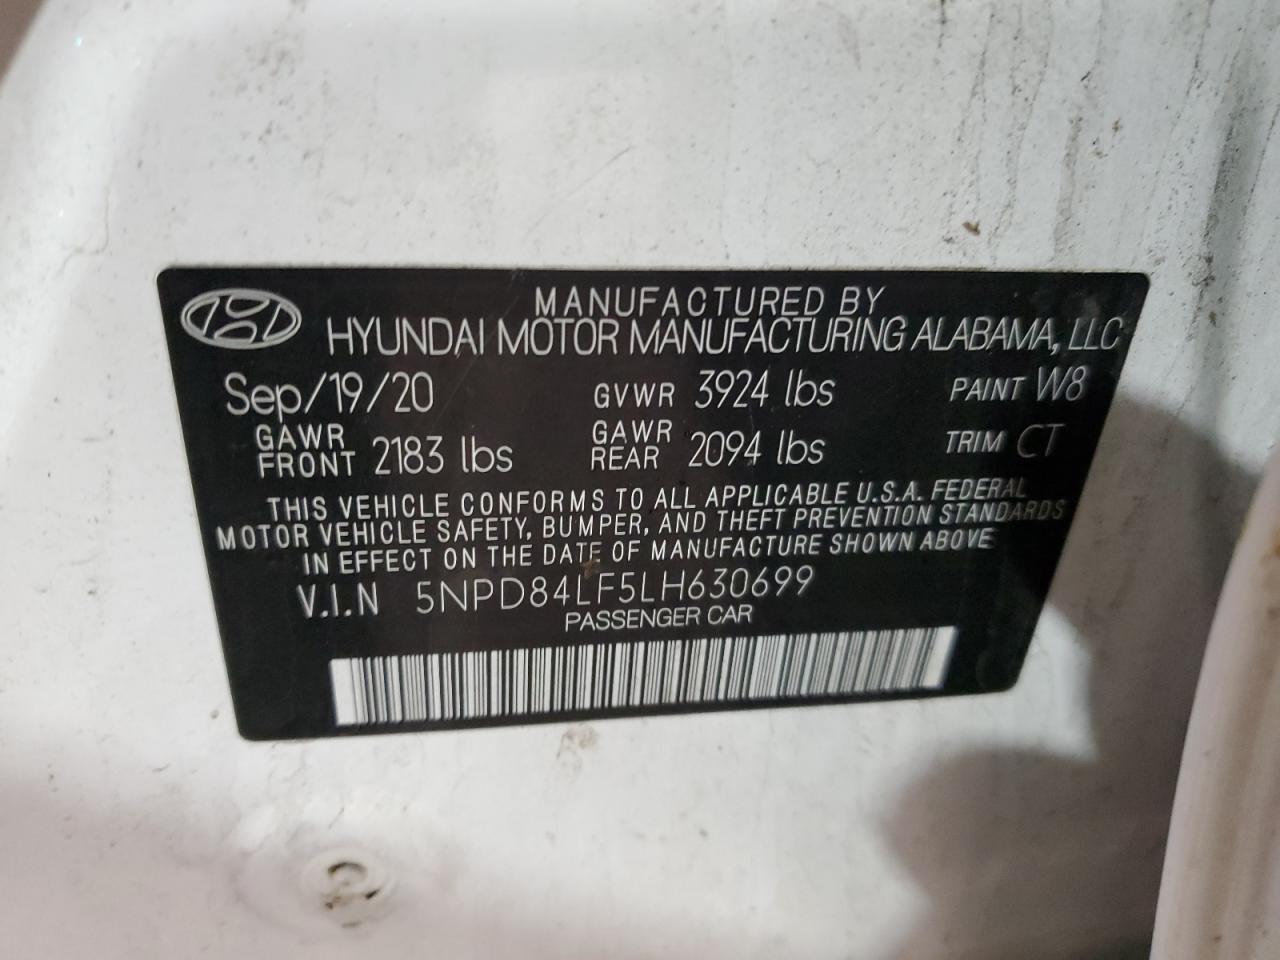 MANUFACTURED BY
HYUNDAI MOTOR MANUFACTURING ALABAMA, LLC
Sep/19/20 GVWR 3924 lbs PAINT W8
GAWR FRONT 2183 lbs GAWR REAR 2094 lbs TRIM CT
THIS VEHICLE CONFORMS TO ALL APPLICABLE U.S.A. FEDERAL
MOTOR VEHICLE SAFETY, BUMPER, AND THEFT PREVENTION STANDARDS
IN EFFECT ON THE DATE OF MANUFACTURE SHOWN ABOVE
V.I.N 5NPD84LF5LH630699
PASSENGER CAR